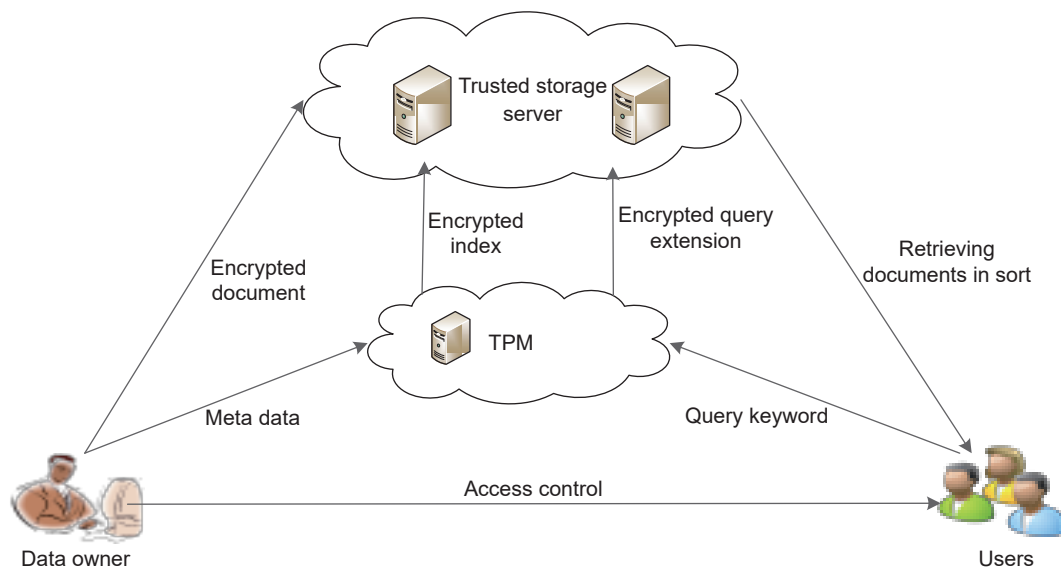 Trusted storage
server
Encrypted
index
Encrypted query
extension
Encrypted
document
Retrieving
documents in sort
TPM
Meta data
Query keyword
Access control
Data owner
Users